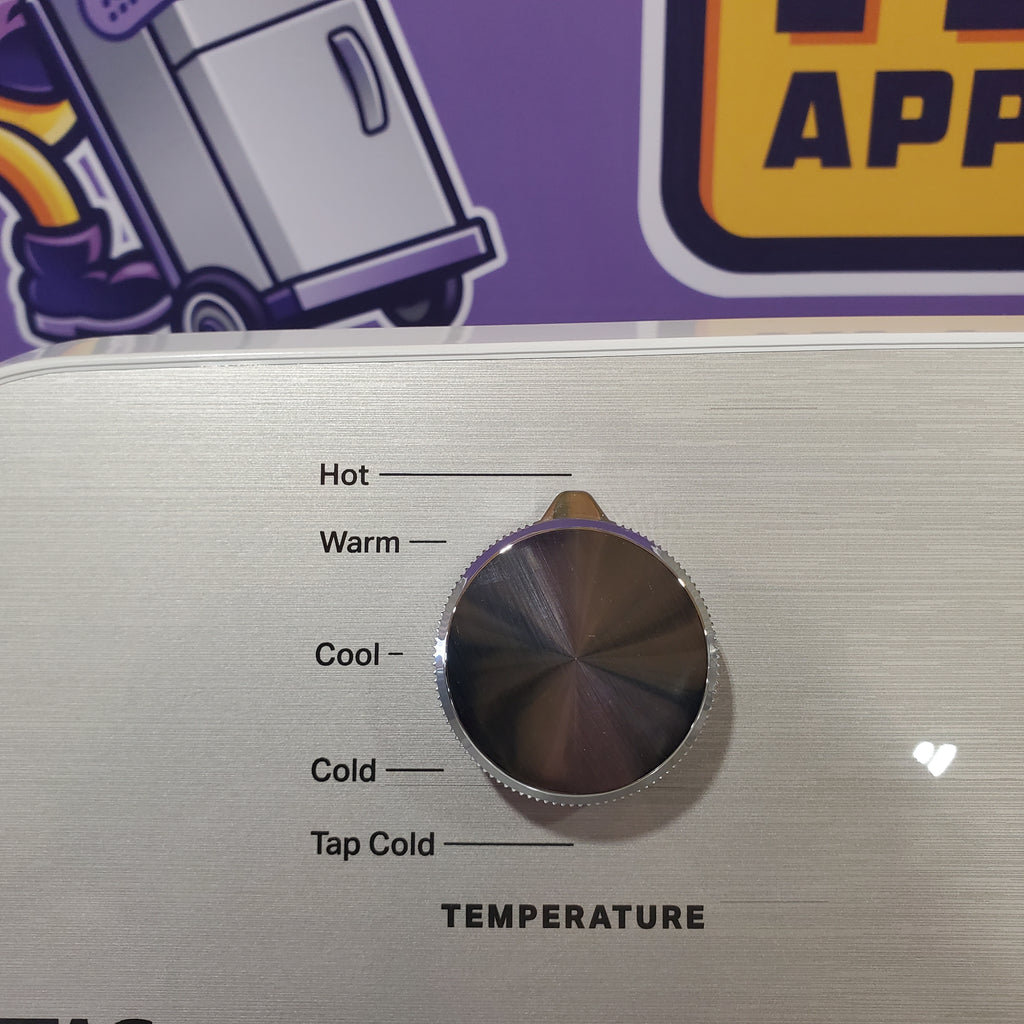 APP
Hot
Warm
Cool
Cold
Tap Cold
TEMPERATURE